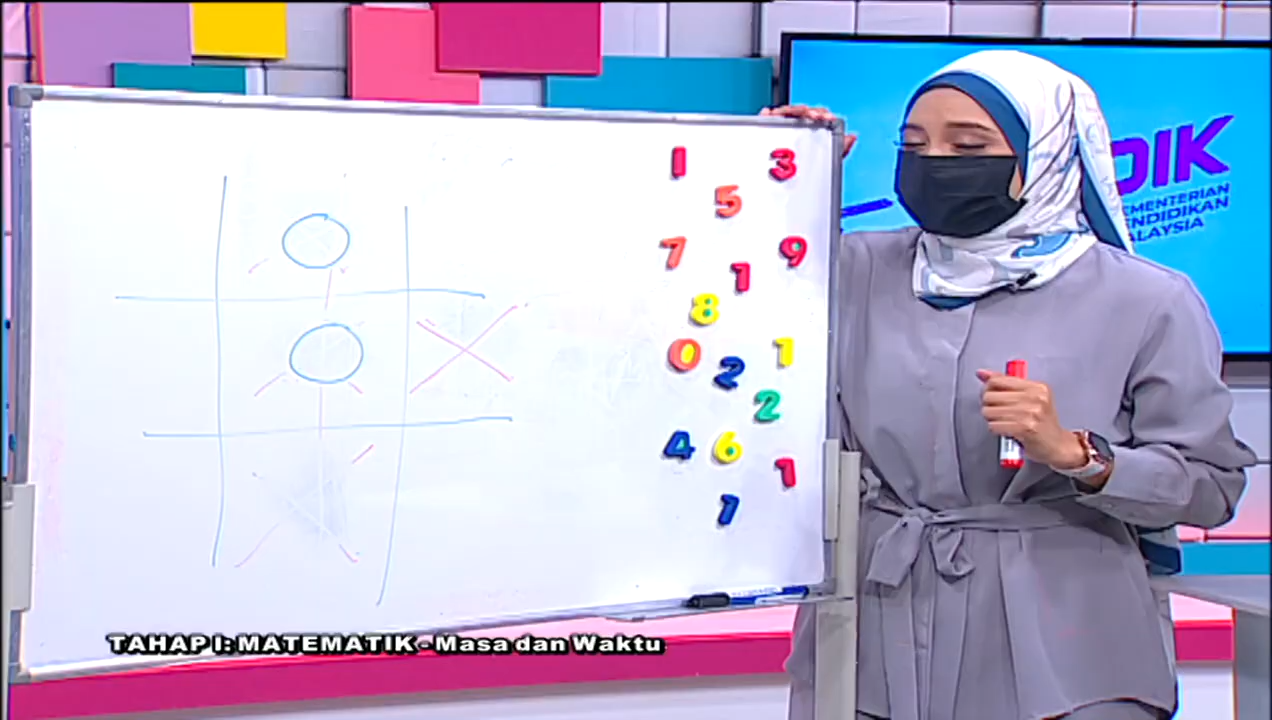 1 3
5
7 9
1
8
0 1
2
2
4 6
1
1
DIK
KEMENTERIAN
PENDIDIKAN
MALAYSIA
TAHAP I: MATEMATIK - Masa dan Waktu